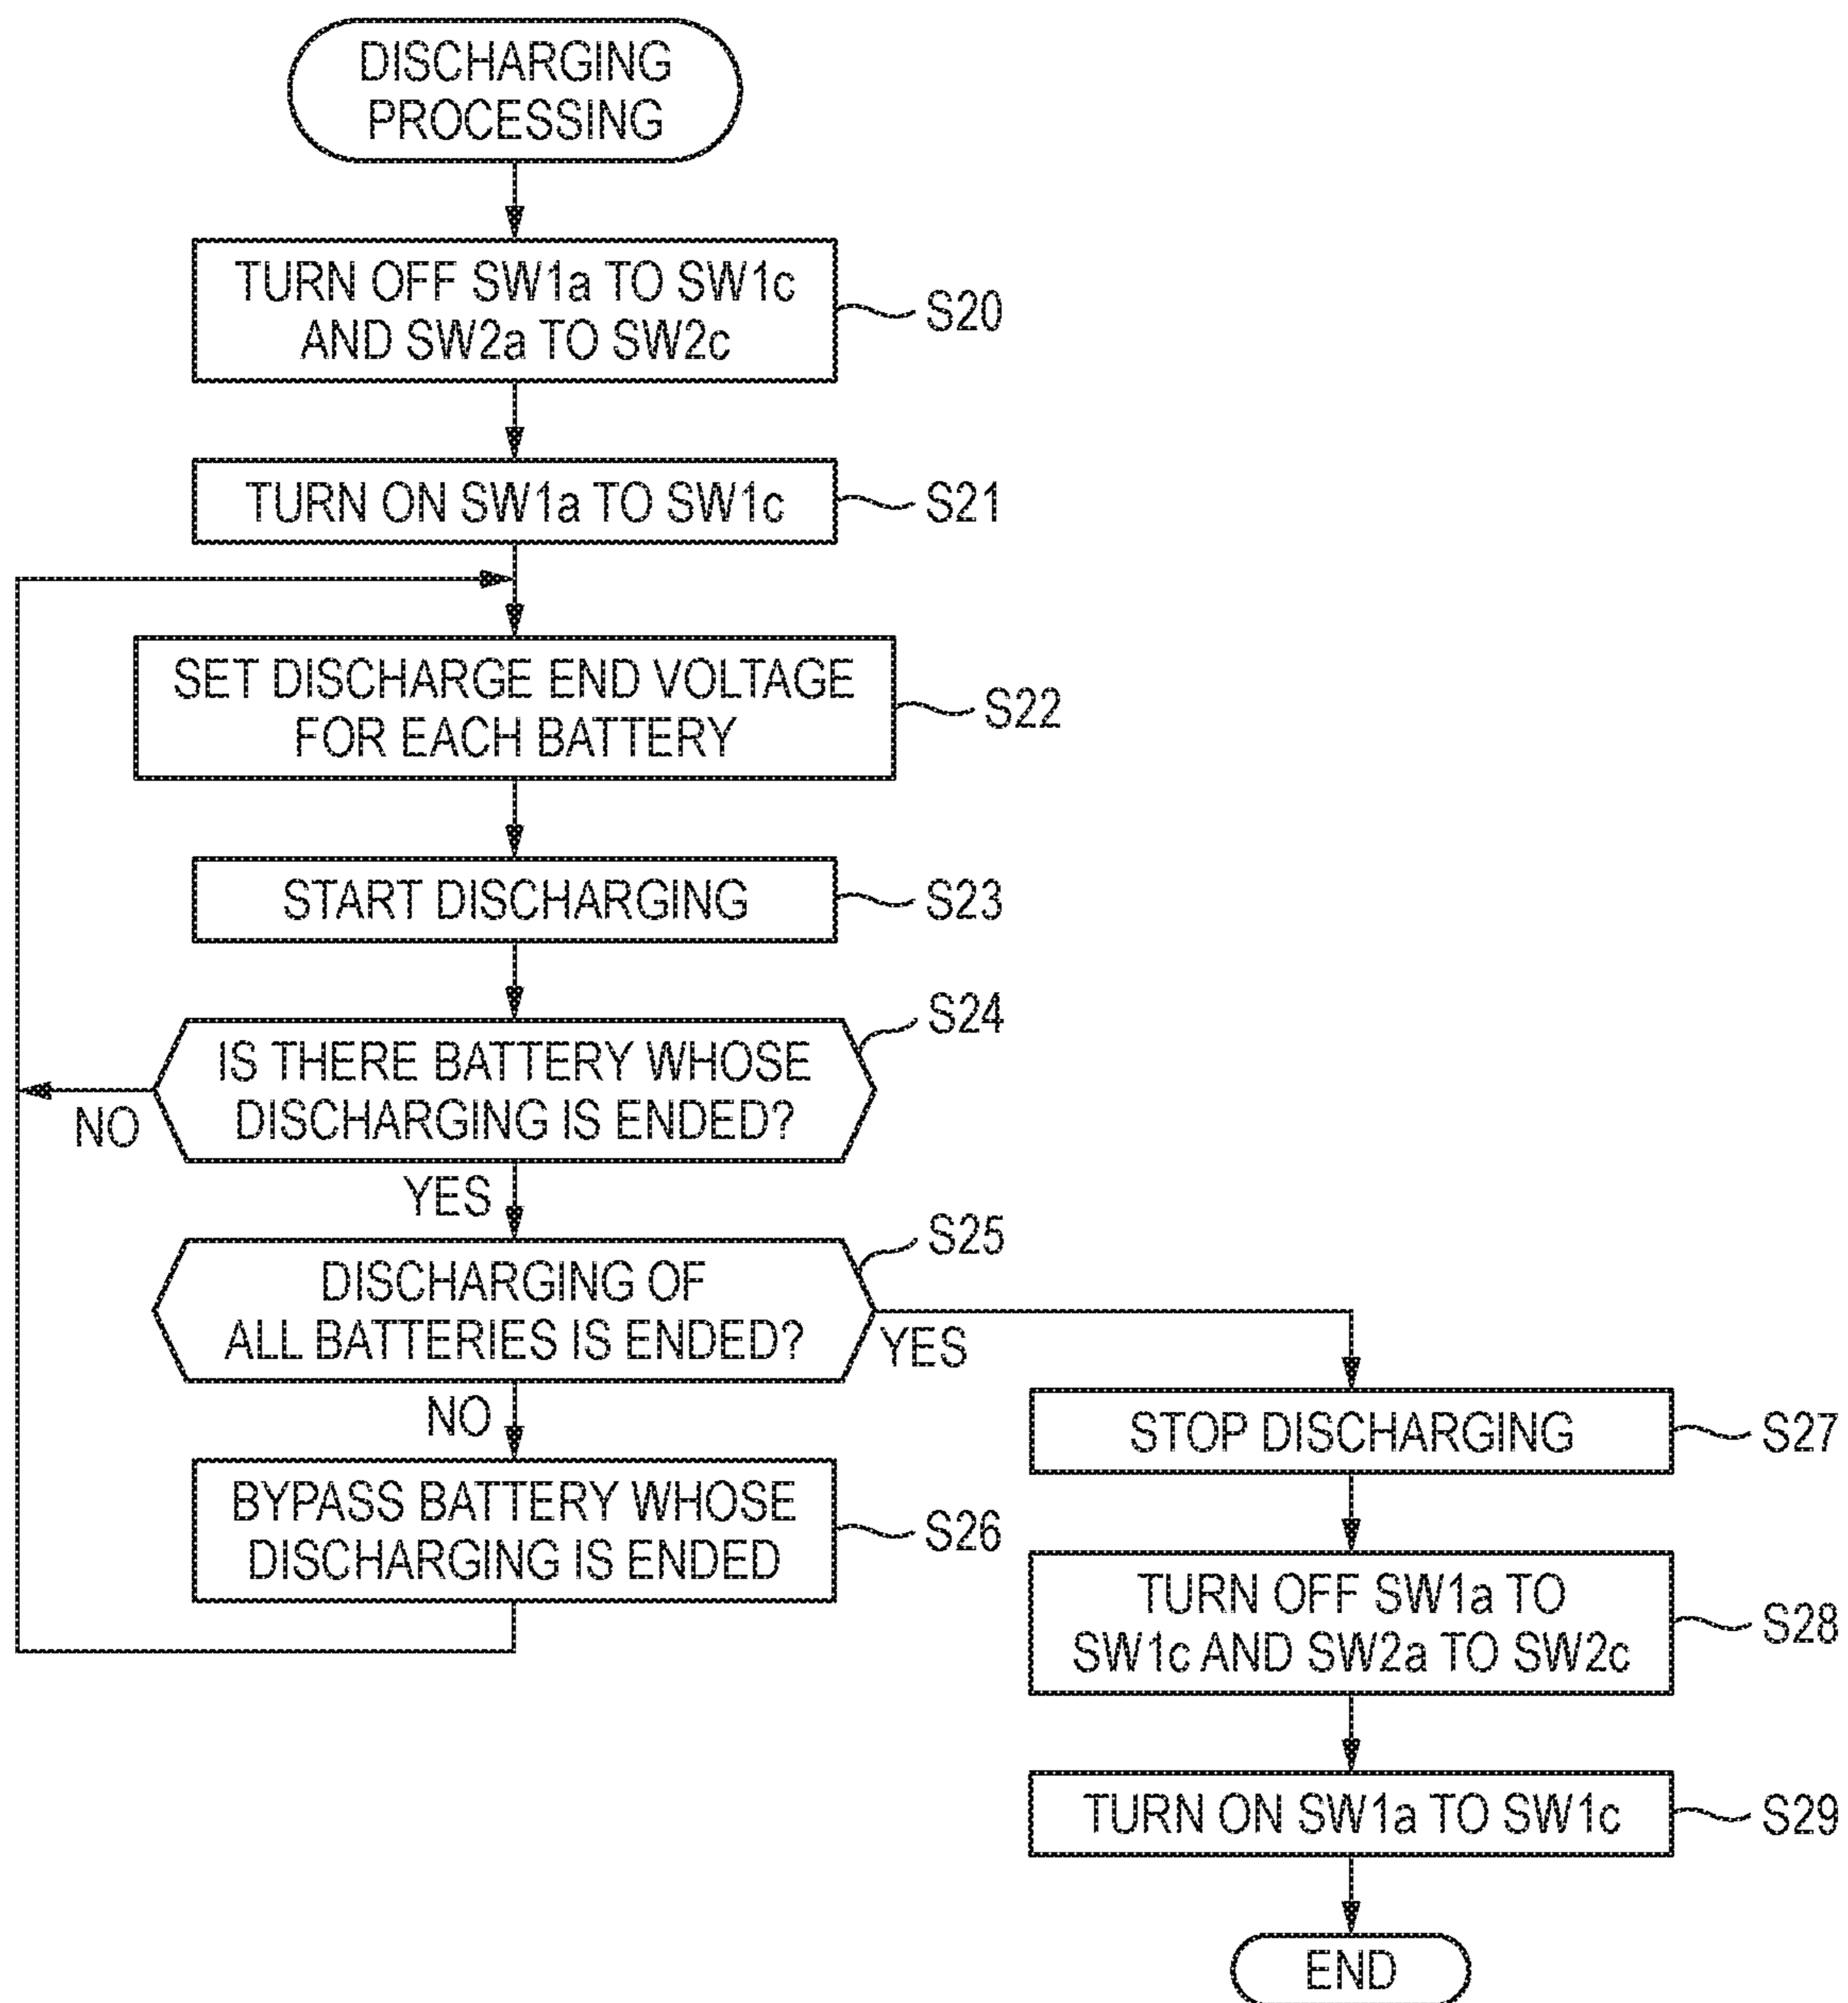 DISCHARGING
PROCESSING
TURN OFF SW1a TO SW1c
AND SW2a TO SW2c
S20
TURN ON SW1a TO SW1c
S21
SET DISCHARGE END VOLTAGE
FOR EACH BATTERY
S22
START DISCHARGING
S23
IS THERE BATTERY WHOSE
DISCHARGING IS ENDED?
S24
NO
YES
DISCHARGING OF
ALL BATTERIES IS ENDED?
S25
YES
NO
BYPASS BATTERY WHOSE
DISCHARGING IS ENDED
S26
STOP DISCHARGING
S27
TURN OFF SW1a TO
SW1c AND SW2a TO SW2c
S28
TURN ON SW1a TO SW1c
S29
END